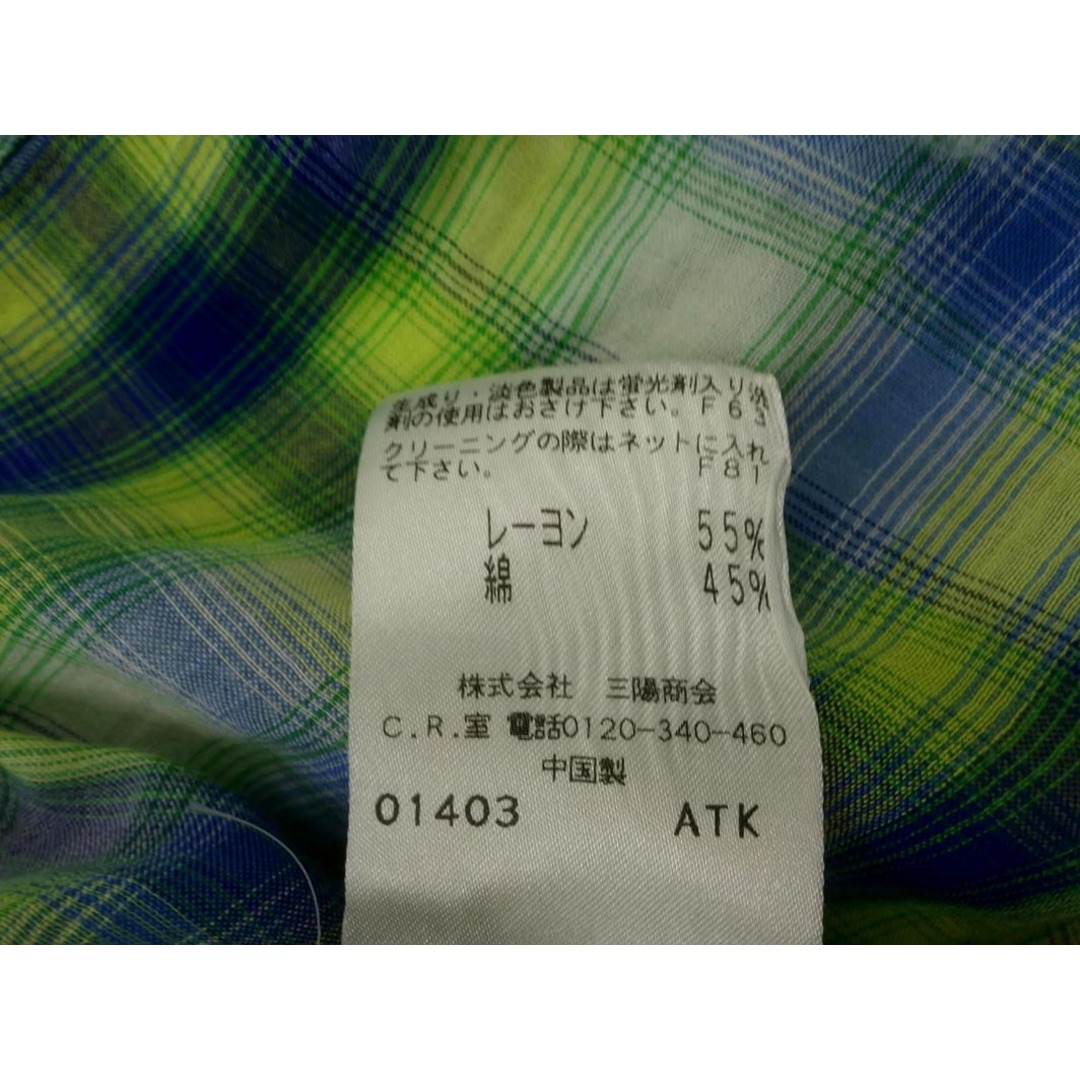 生成り・淡色製品は蛍光剤入り洗
剤の使用はおさけ下さい。F63
クリーニングの際はネットに入れ
て下さい。 F81
レーヨン 55%
綿 45%
株式会社 三陽商会
C.R.室 電話0120-340-460
中国製
01403 ATK